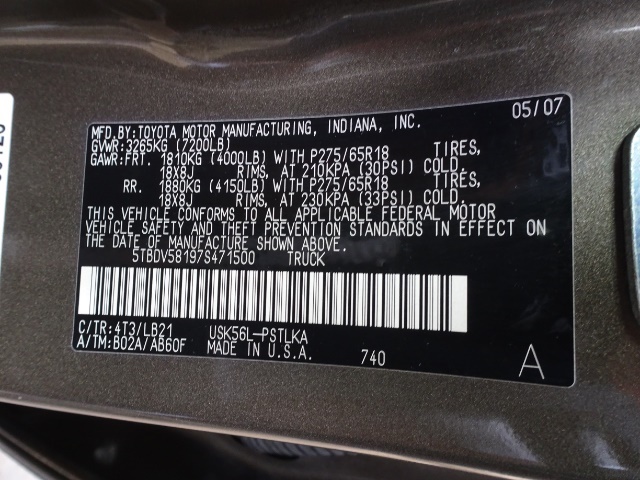 05/07
MFD.BY:TOYOTA MOTOR MANUFACTURING, INDIANA, INC.
GVWR:3265KG (7200LB)
GAWR:FRT. 1810KG (4000LB) WITH P275/65R18 TIRES,
18X8J RIMS, AT 210KPA (30PSI) COLD.
RR. 1880KG (4150LB) WITH P275/65R18 TIRES,
18X8J RIMS, AT 230KPA (33PSI) COLD.
THIS VEHICLE CONFORMS TO ALL APPLICABLE FEDERAL MOTOR
VEHICLE SAFETY AND THEFT PREVENTION STANDARDS IN EFFECT ON
THE DATE OF MANUFACTURE SHOWN ABOVE.
5TBDV58197S471500 TRUCK
C/TR:4T3/LB21 USK56L-PSTLKA
A/TM:B02A/AB60F MADE IN U.S.A. 740
A